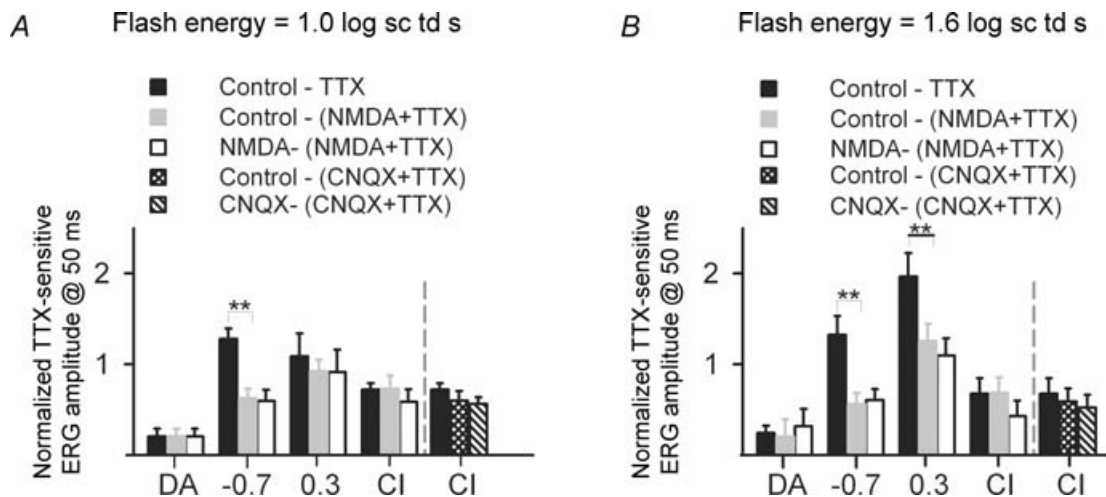 A Flash energy = 1.0 log sc td s
Control - TTX
Control - (NMDA+TTX)
NMDA- (NMDA+TTX)
Control - (CNQX+TTX)
CNQX- (CNQX+TTX)
Normalized TTX-sensitive
ERG amplitude @ 50 ms
2
1
**
DA -0.7 0.3 CI CI
B Flash energy = 1.6 log sc td s
Control - TTX
Control - (NMDA+TTX)
NMDA- (NMDA+TTX)
Control - (CNQX+TTX)
CNQX- (CNQX+TTX)
Normalized TTX-sensitive
ERG amplitude @ 50 ms
2
1
**
**
DA -0.7 0.3 CI CI